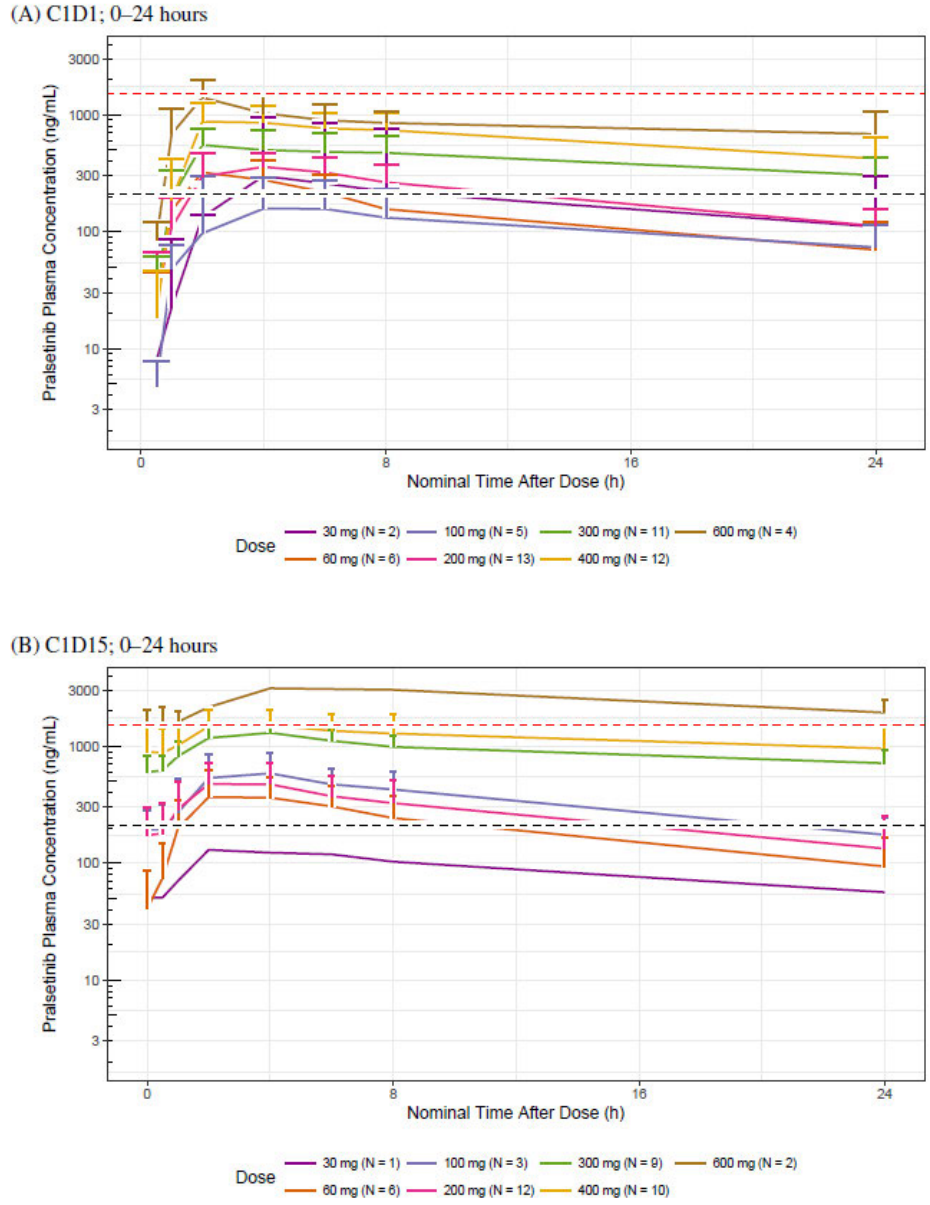 (A) C1D1; 0–24 hours
Pralsetinib Plasma Concentration (ng/mL)
3000
1000
300
100
30
10
3
0 8 16 24
Nominal Time After Dose (h)
Dose
30 mg (N = 2) 100 mg (N = 5) 300 mg (N = 11) 600 mg (N = 4)
60 mg (N = 6) 200 mg (N = 13) 400 mg (N = 12)
(B) C1D15; 0–24 hours
Pralsetinib Plasma Concentration (ng/mL)
3000
1000
300
100
30
10
3
0 8 16 24
Nominal Time After Dose (h)
Dose
30 mg (N = 1) 100 mg (N = 3) 300 mg (N = 9) 600 mg (N = 2)
60 mg (N = 6) 200 mg (N = 12) 400 mg (N = 10)